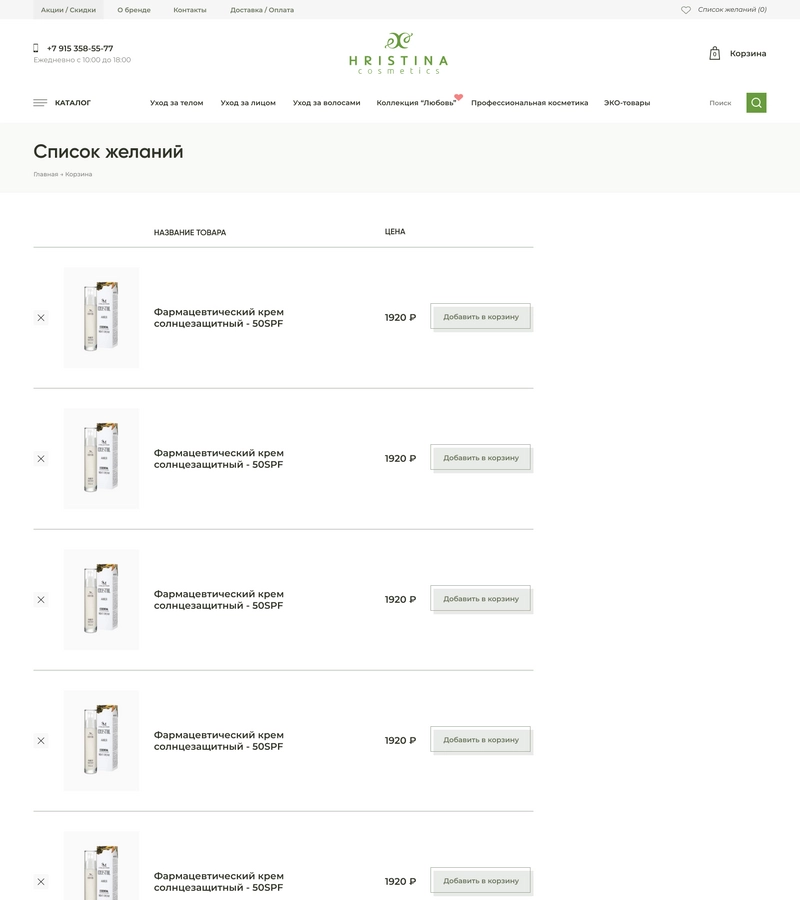 Акции / Скидки
О бренде
Контакты
Доставка / Оплата
Список желаний (0)
+7 915 358-55-77
Ежедневно с 10:00 до 18:00
HRISTINA
cosmetics
0
Корзина
КАТАЛОГ
Уход за телом
Уход за лицом
Уход за волосами
Коллекция “Любовь”
Профессиональная косметика
ЭКО-товары
Поиск
Список желаний
Главная » Корзина
НАЗВАНИЕ ТОВАРА
ЦЕНА
Фармацевтический крем
солнцезащитный - 50SPF
1920 ₽
Добавить в корзину
Фармацевтический крем
солнцезащитный - 50SPF
1920 ₽
Добавить в корзину
Фармацевтический крем
солнцезащитный - 50SPF
1920 ₽
Добавить в корзину
Фармацевтический крем
солнцезащитный - 50SPF
1920 ₽
Добавить в корзину
Фармацевтический крем
солнцезащитный - 50SPF
1920 ₽
Добавить в корзину